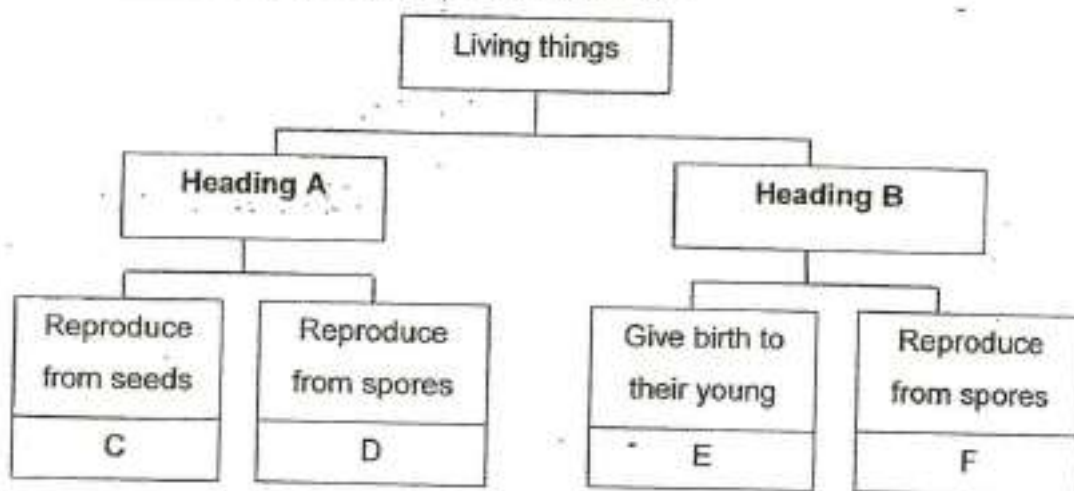 Living things
Heading A
Heading B
Reproduce
from seeds
C
Reproduce
from spores
D
Give birth to
their young
E
Reproduce
from spores
F